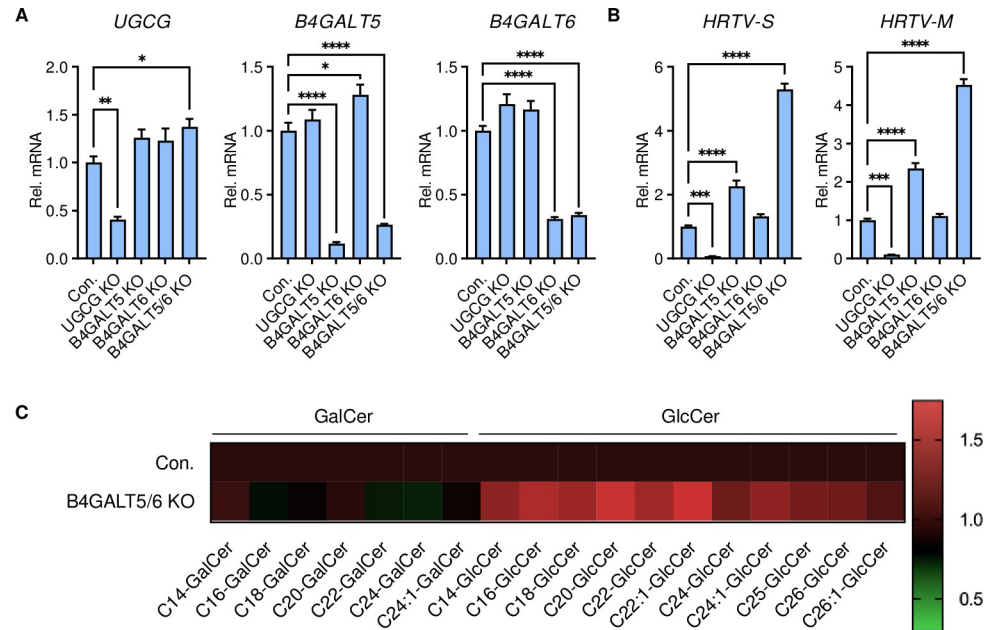 A
UGCG
B4GALT5
B4GALT6
B
HRTV-S
HRTV-M
Rel. mRNA
2.0
1.5
1.0
0.5
0.0
*
**
Con.
UGCG KO
B4GALT5 KO
B4GALT6 KO
B4GALT5/6 KO
Rel. mRNA
1.5
1.0
0.5
0.0
****
*
****
Con.
UGCG KO
B4GALT5 KO
B4GALT6 KO
B4GALT5/6 KO
Rel. mRNA
1.5
1.0
0.5
0.0
****
****
Con.
UGCG KO
B4GALT5 KO
B4GALT6 KO
B4GALT5/6 KO
Rel. mRNA
6
4
2
0
****
****
***
Con.
UGCG KO
B4GALT5 KO
B4GALT6 KO
B4GALT5/6 KO
Rel. mRNA
5
4
3
2
1
0
****
****
***
Con.
UGCG KO
B4GALT5 KO
B4GALT6 KO
B4GALT5/6 KO
C
GalCer
GlcCer
Con.
B4GALT5/6 KO
C14-GalCer
C16-GalCer
C18-GalCer
C20-GalCer
C22-GalCer
C24-GalCer
C24:1-GalCer
C14-GlcCer
C16-GlcCer
C18-GlcCer
C20-GlcCer
C22-GlcCer
C22:1-GlcCer
C24-GlcCer
C24:1-GlcCer
C25-GlcCer
C26-GlcCer
C26:1-GlcCer
1.5
1.0
0.5